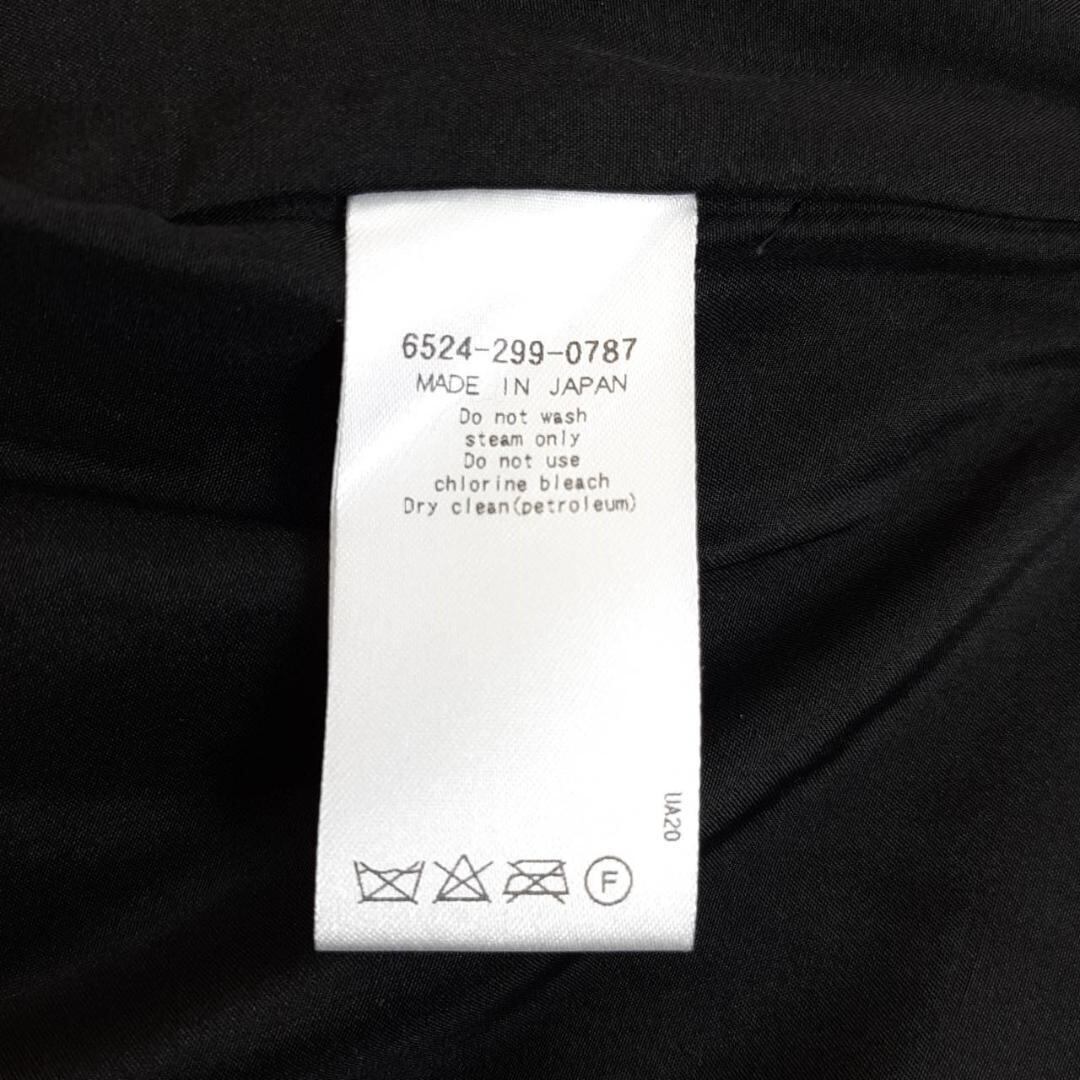 6524-299-0787
MADE IN JAPAN
Do not wash
steam only
Do not use
chlorine bleach
Dry clean(petroleum)
UA20
F